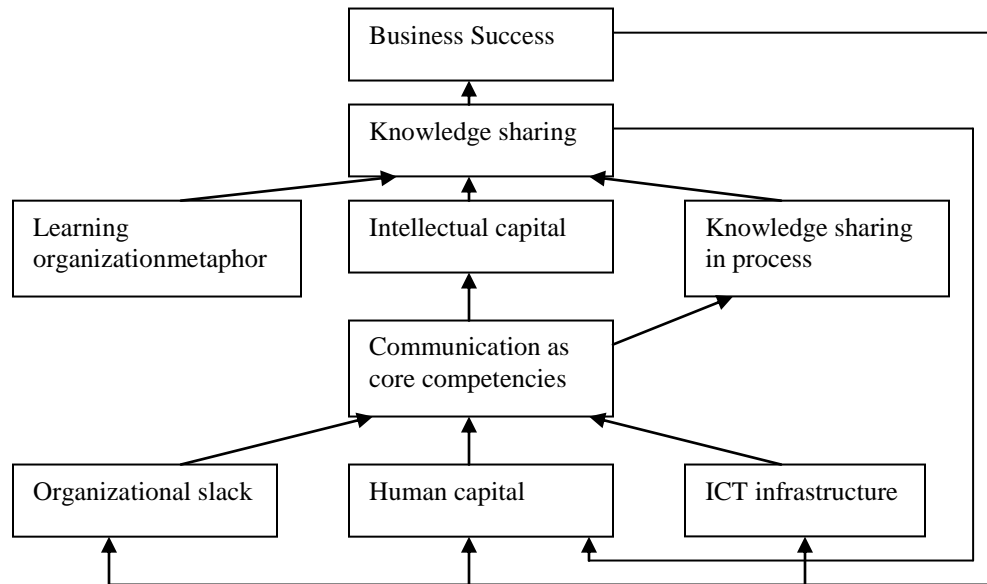 Business Success
Knowledge sharing
Learning
organizationmetaphor
Intellectual capital
Knowledge sharing
in process
Communication as
core competencies
Organizational slack
Human capital
ICT infrastructure